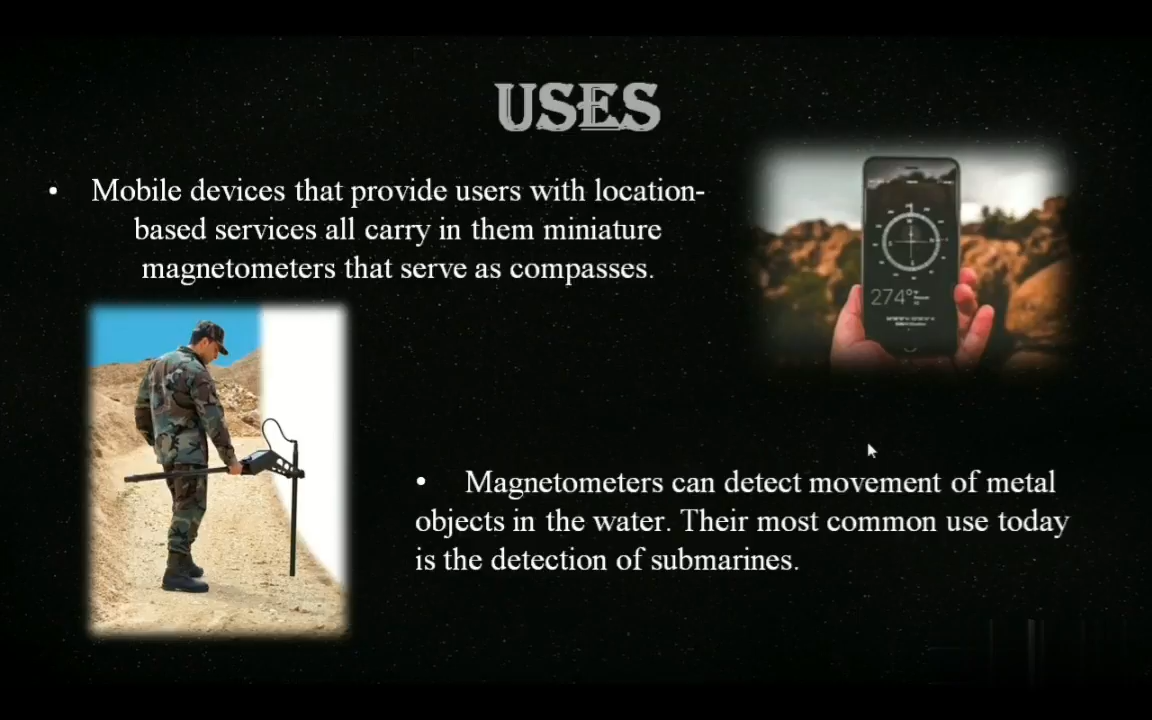 USES
• Mobile devices that provide users with location-
based services all carry in them miniature
magnetometers that serve as compasses.
274°
• Magnetometers can detect movement of metal
objects in the water. Their most common use today
is the detection of submarines.